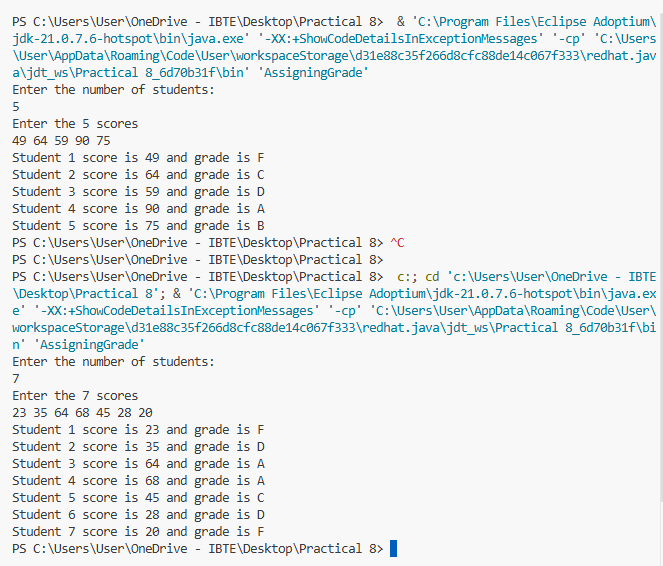 PS C:\Users\User\OneDrive - IBTE\Desktop\Practical 8>  & 'C:\Program Files\Eclipse Adoptium\
jdk-21.0.7.6-hotspot\bin\java.exe' '-XX:+ShowCodeDetailsInExceptionMessages' '-cp' 'C:\Users
\User\AppData\Roaming\Code\User\workspaceStorage\d31e88c35f266d8cfc88de14c067f333\redhat.jav
a\jdt_ws\Practical 8_6d70b31f\bin' 'AssigningGrade'
Enter the number of students:
5
Enter the 5 scores
49 64 59 90 75
Student 1 score is 49 and grade is F
Student 2 score is 64 and grade is C
Student 3 score is 59 and grade is D
Student 4 score is 90 and grade is A
Student 5 score is 75 and grade is B
PS C:\Users\User\OneDrive - IBTE\Desktop\Practical 8> ^C
PS C:\Users\User\OneDrive - IBTE\Desktop\Practical 8>
PS C:\Users\User\OneDrive - IBTE\Desktop\Practical 8>  c:; cd 'c:\Users\User\OneDrive - IBTE
\Desktop\Practical 8'; & 'C:\Program Files\Eclipse Adoptium\jdk-21.0.7.6-hotspot\bin\java.ex
e' '-XX:+ShowCodeDetailsInExceptionMessages' '-cp' 'C:\Users\User\AppData\Roaming\Code\User\
workspaceStorage\d31e88c35f266d8cfc88de14c067f333\redhat.java\jdt_ws\Practical 8_6d70b31f\bi
n' 'AssigningGrade'
Enter the number of students:
7
Enter the 7 scores
23 35 64 68 45 28 20
Student 1 score is 23 and grade is F
Student 2 score is 35 and grade is D
Student 3 score is 64 and grade is A
Student 4 score is 68 and grade is A
Student 5 score is 45 and grade is C
Student 6 score is 28 and grade is D
Student 7 score is 20 and grade is F
PS C:\Users\User\OneDrive - IBTE\Desktop\Practical 8>